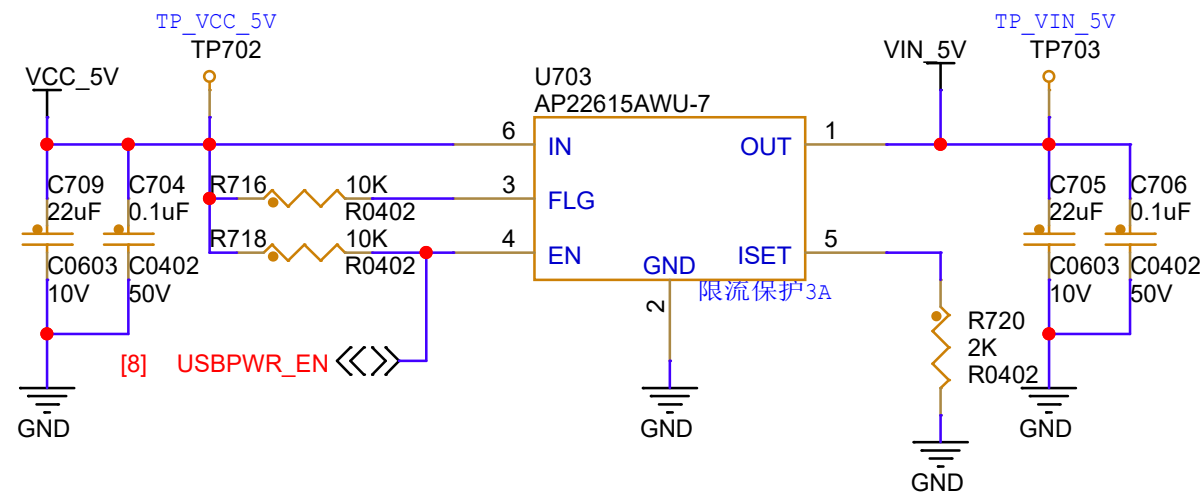 TP_VCC_5V
TP702
VCC_5V
U703
AP22615AWU-7
VIN_5V
TP_VIN_5V
TP703
6
IN
OUT
1
C709
22uF
C0603
10V
C704
0.1uF
C0402
50V
R716
10K
R0402
3
FLG
R718
10K
R0402
4
EN
GND
2
ISET
5
限流保护3A
C705
22uF
C0603
10V
C706
0.1uF
C0402
50V
R720
2K
R0402
[8]
USBPWR_EN
GND
GND
GND
GND